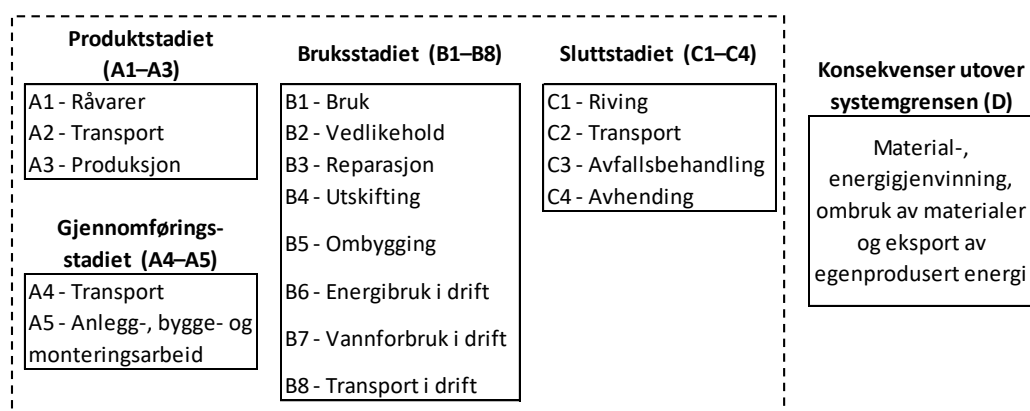 Produktstadiet
(A1–A3)
A1 - Råvarer
A2 - Transport
A3 - Produksjon
Gjennomførings-
stadiet (A4–A5)
A4 - Transport
A5 - Anlegg-, bygge- og
monteringsarbeid
Bruksstadiet (B1–B8)
B1 - Bruk
B2 - Vedlikehold
B3 - Reparasjon
B4 - Utskifting
B5 - Ombygging
B6 - Energibruk i drift
B7 - Vannforbruk i drift
B8 - Transport i drift
Sluttstadiet (C1–C4)
C1 - Riving
C2 - Transport
C3 - Avfallsbehandling
C4 - Avhending
Konsekvenser utover
systemgrensen (D)
Material-,
energigjenvinning,
ombruk av materialer
og eksport av
egenprodusert energi